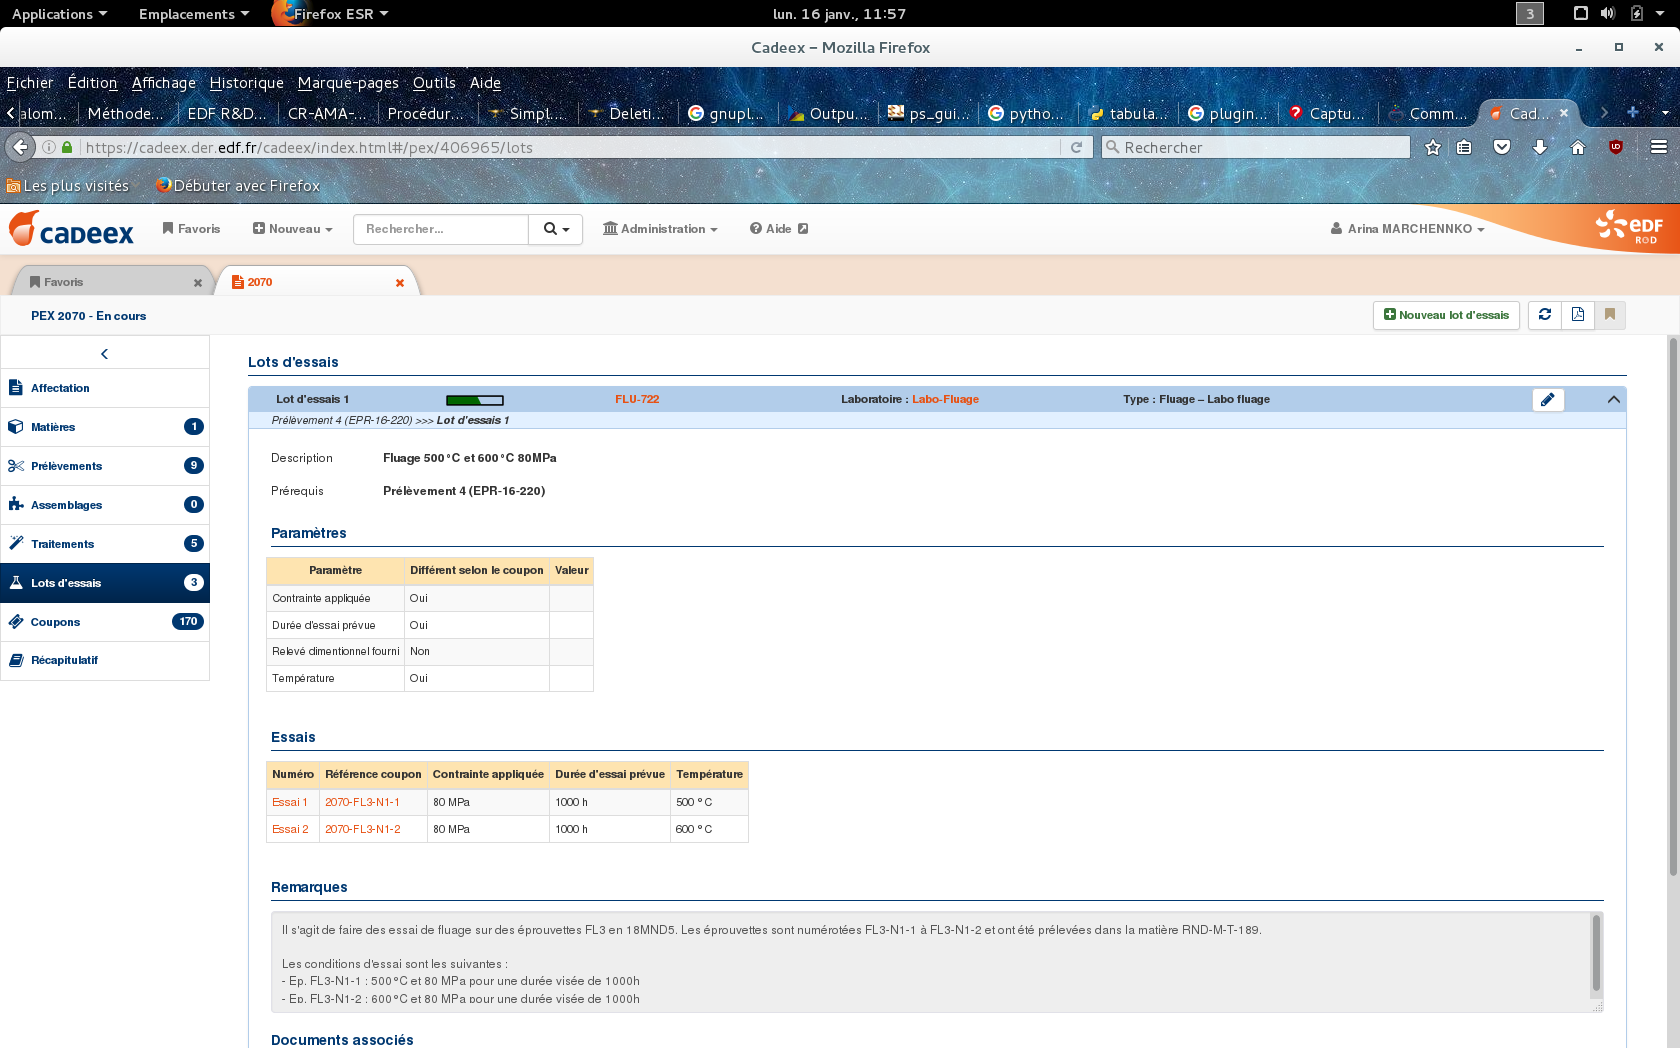 Applications Emplacements Firefox ESR lun. 16 janv., 11:57 3
Cadeex – Mozilla Firefox
Fichier Édition Affichage Historique Marque-pages Outils Aide
alom... Méthode... EDF R&D... CR-AMA-... Procédur... Simpl... Deleti... gnupl... Outpu... ps_gui... pytho... tabula... plugin... Captu... Comm... Cad...
https://cadeex.der.edf.fr/cadeex/index.html#/pex/406965/lots Rechercher
Les plus visités Débuter avec Firefox
cadeex Favoris Nouveau Rechercher... Administration Aide Arina MARCHENNKO EDF
R&D
Favoris 2070
PEX 2070 - En cours Nouveau lot d'essais
Lots d'essais
Affectation
Matières 1
Prélèvements 9
Assemblages 0
Traitements 5
Lots d'essais 3
Coupons 170
Récapitulatif
Lot d'essais 1 FLU-722 Laboratoire : Labo-Fluage Type : Fluage – Labo fluage
Prélèvement 4 (EPR-16-220) >>> Lot d'essais 1
Description Fluage 500°C et 600°C 80MPa
Prérequis Prélèvement 4 (EPR-16-220)
Paramètres
Paramètre Différent selon le coupon Valeur
Contrainte appliquée Oui
Durée d'essai prévue Oui
Relevé dimentionnel fourni Non
Température Oui
Essais
Numéro Référence coupon Contrainte appliquée Durée d'essai prévue Température
Essai 1 2070-FL3-N1-1 80 MPa 1000 h 500 ° C
Essai 2 2070-FL3-N1-2 80 MPa 1000 h 600 ° C
Remarques
Il s'agit de faire des essai de fluage sur des éprouvettes FL3 en 18MND5. Les éprouvettes sont numérotées FL3-N1-1 à FL3-N1-2 et ont été prélevées dans la matière RND-M-T-189.
Les conditions d'essai sont les suivantes :
- Ep. FL3-N1-1 : 500°C et 80 MPa pour une durée visée de 1000h
- Ep. FL3-N1-2 : 600°C et 80 MPa pour une durée visée de 1000h
Documents associés